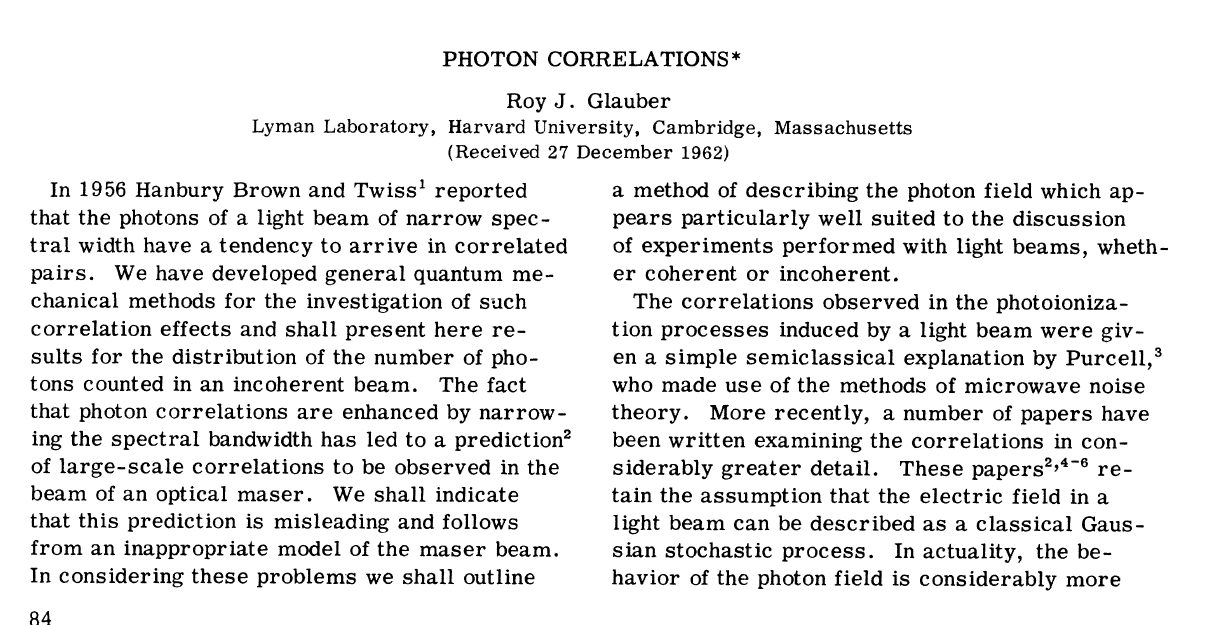 PHOTON CORRELATIONS*
Roy J. Glauber
Lyman Laboratory, Harvard University, Cambridge, Massachusetts
(Received 27 December 1962)
In 1956 Hanbury Brown and Twiss¹ reported
that the photons of a light beam of narrow spec-
tral width have a tendency to arrive in correlated
pairs. We have developed general quantum me-
chanical methods for the investigation of such
correlation effects and shall present here re-
sults for the distribution of the number of pho-
tons counted in an incoherent beam. The fact
that photon correlations are enhanced by narrow-
ing the spectral bandwidth has led to a prediction²
of large-scale correlations to be observed in the
beam of an optical maser. We shall indicate
that this prediction is misleading and follows
from an inappropriate model of the maser beam.
In considering these problems we shall outline
a method of describing the photon field which ap-
pears particularly well suited to the discussion
of experiments performed with light beams, wheth-
er coherent or incoherent.
The correlations observed in the photoioniza-
tion processes induced by a light beam were giv-
en a simple semiclassical explanation by Purcell,³
who made use of the methods of microwave noise
theory. More recently, a number of papers have
been written examining the correlations in con-
siderably greater detail. These papers²,⁴⁻⁶ re-
tain the assumption that the electric field in a
light beam can be described as a classical Gaus-
sian stochastic process. In actuality, the be-
havior of the photon field is considerably more
84